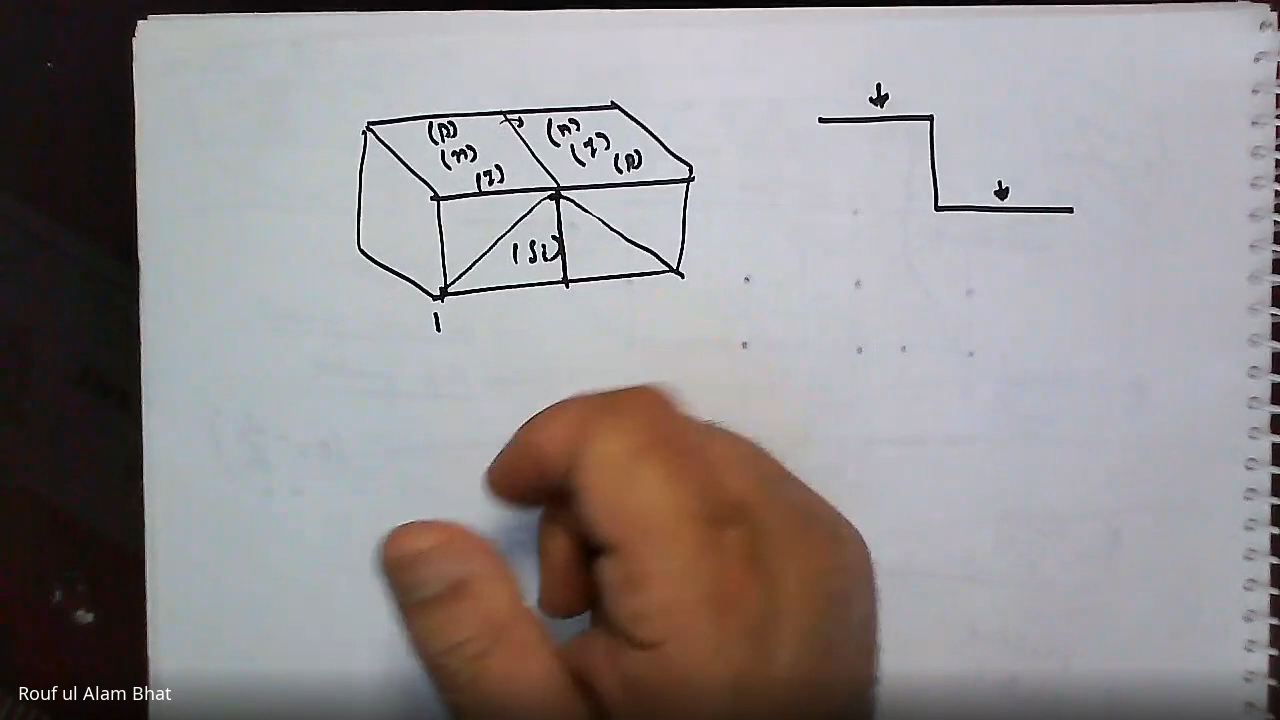 (P) (n)
(n) (q)
(q) (P)
1
Rouf ul Alam Bhat